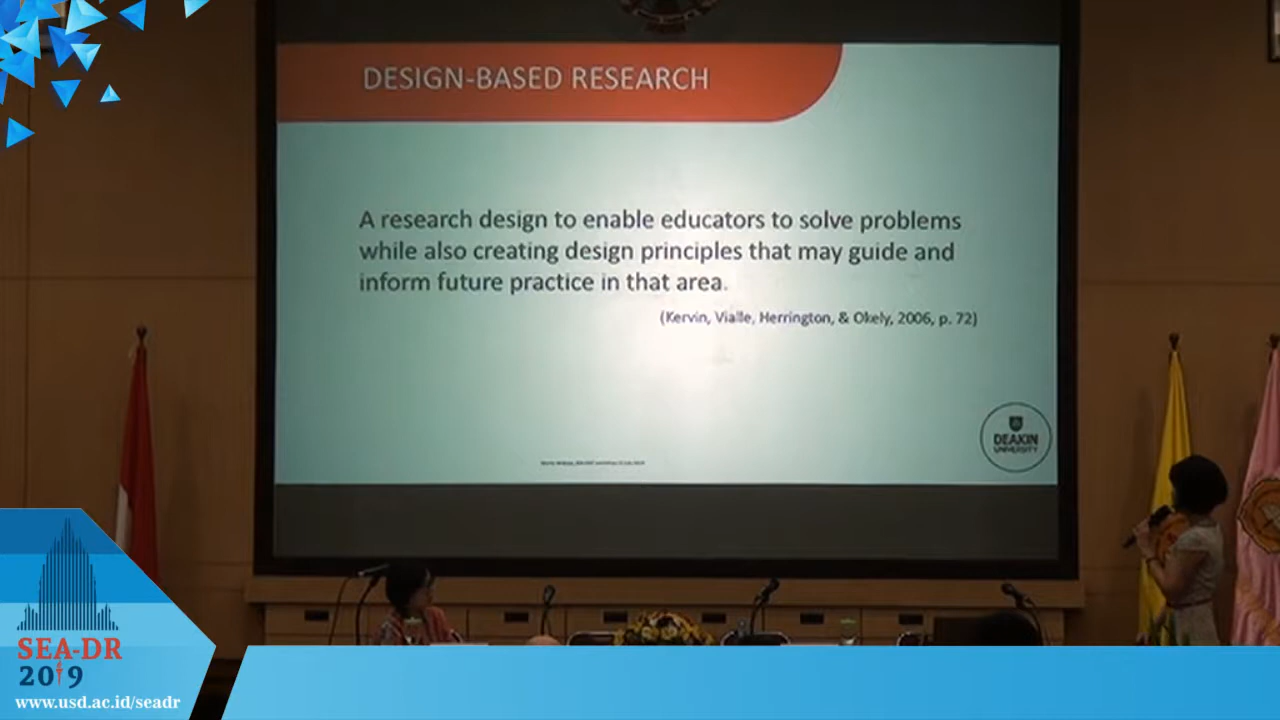 DESIGN-BASED RESEARCH
A research design to enable educators to solve problems
while also creating design principles that may guide and
inform future practice in that area.
(Kervin, Vialle, Herrington, & Okely, 2006, p. 72)
DEAKIN
UNIVERSITY
SEA-DR
2019
www.usd.ac.id/seadr